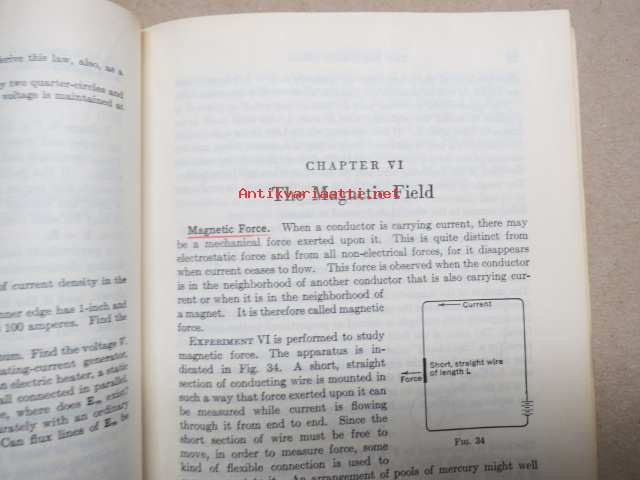 erive this law, also, as a
y two quarter-circles and
voltage is maintained at
of current density in the
nner edge has 1-inch and
100 amperes. Find the
num. Find the voltage V.
ating-current generator,
n electric heater, a static
all connected in parallel
e, where does Em exist?
urately with an ordinary
Can flux lines of Em be
CHAPTER VI
The Magnetic Field
Antikvariaatti.net
Magnetic Force. When a conductor is carrying current, there may
be a mechanical force exerted upon it. This is quite distinct from
electrostatic force and from all non-electrical forces, for it disappears
when current ceases to flow. This force is observed when the conductor
is in the neighborhood of another conductor that is also carrying cur-
rent or when it is in the neighborhood of
a magnet. It is therefore called magnetic
force.
EXPERIMENT VI is performed to study
magnetic force. The apparatus is in-
dicated in Fig. 34. A short, straight
section of conducting wire is mounted in
such a way that force exerted upon it can
be measured while current is flowing
through it from end to end. Since the
short section of wire must be free to
move, in order to measure force, some
kind of flexible connection is used to
An arrangement of pools of mercury might well
Current
Short, straight wire
of length L
Force
FIG. 34